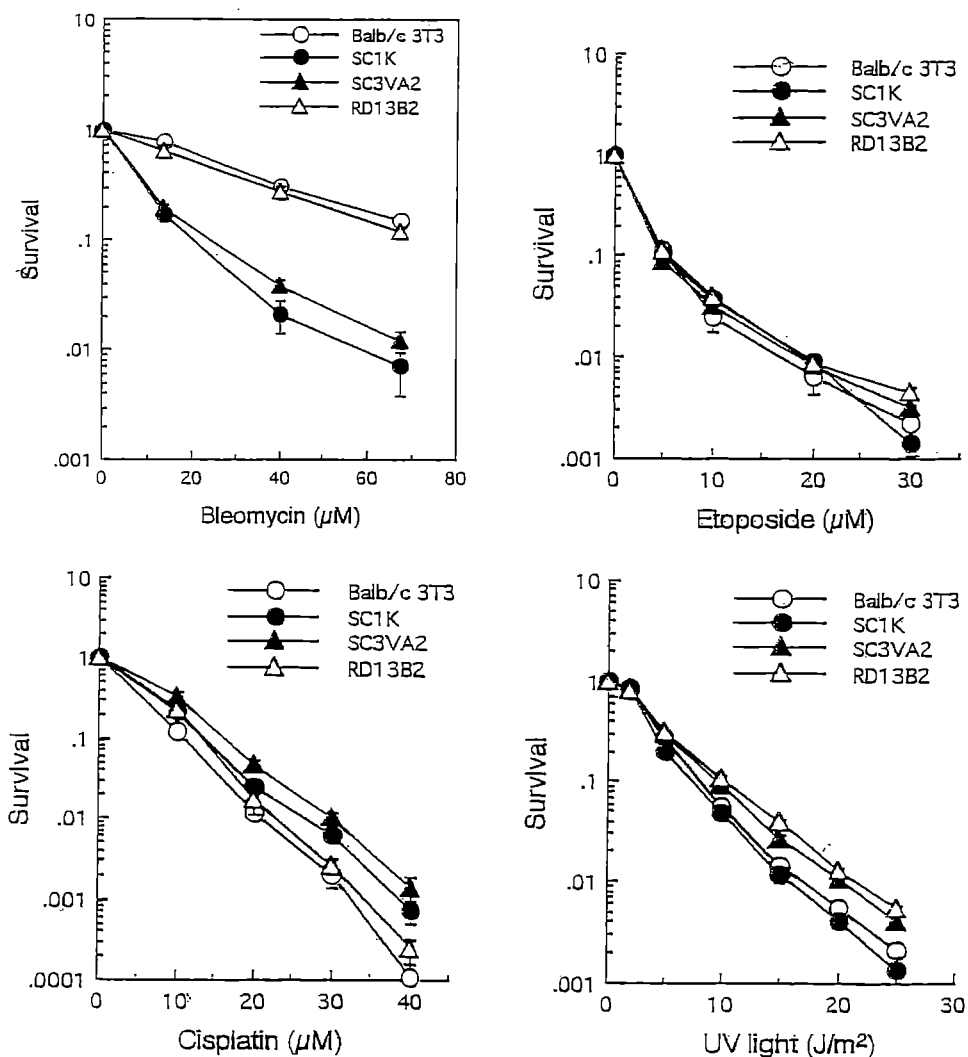 10
1
.1
.01
.001
Survival
0 20 40 60 80
Bleomycin (µM)
Balb/c 3T3
SC1K
SC3VA2
RD13B2
10
1
.1
.01
.001
Survival
0 10 20 30
Etoposide (µM)
Balb/c 3T3
SC1K
SC3VA2
RD13B2
10
1
.1
.01
.001
.0001
Survival
0 10 20 30 40
Cisplatin (µM)
Balb/c 3T3
SC1K
SC3VA2
RD13B2
10
1
.1
.01
.001
Survival
0 10 20 30
UV light (J/m²)
Balb/c 3T3
SC1K
SC3VA2
RD13B2